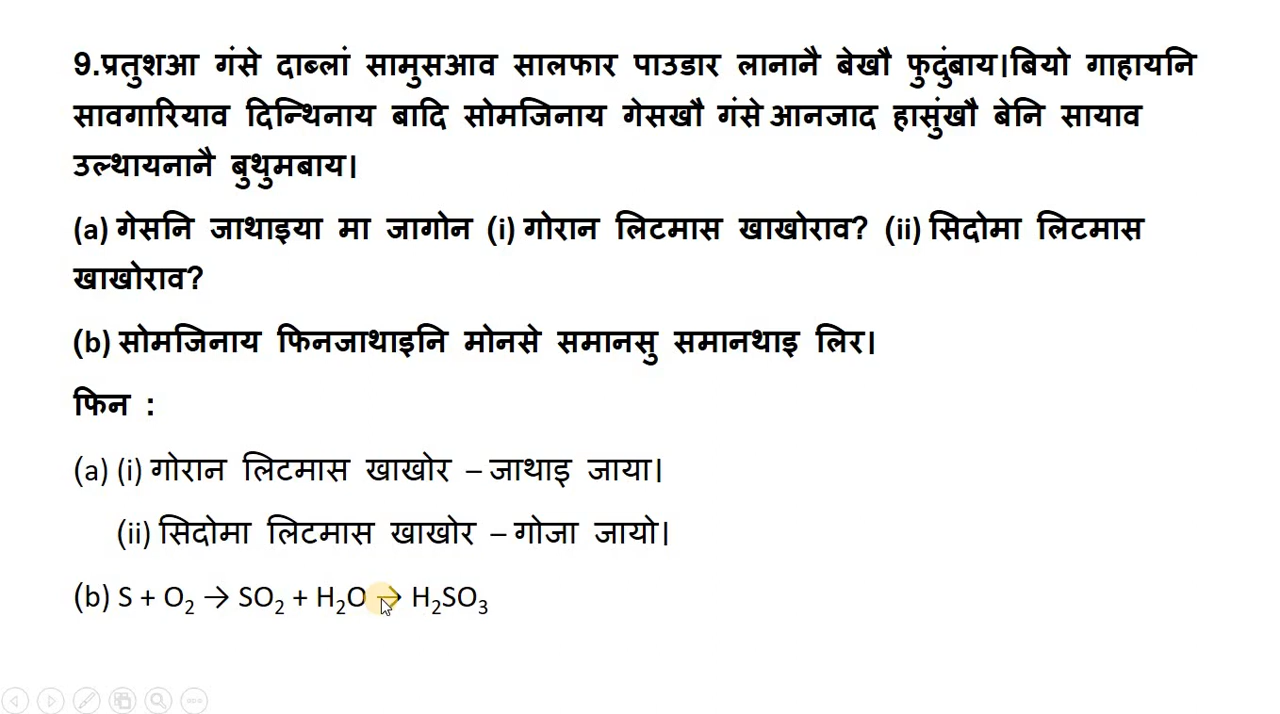 9.प्रतुशआ गंसे दाब्लां सामुसआव सालफार पाउडार लानानै बेखौ फुदुंबाय।बियो गाहायनि
सावगारियाव दिन्थिनाय बादि सोमजिनाय गेसखौ गंसे आनजाद हासुंखौ बेनि सायाव
उल्थायनानै बुथुमबाय।
(a) गेसनि जाथाइया मा जागोन (i) गोरान लिटमास खाखोराव? (ii) सिदोमा लिटमास
खाखोराव?
(b) सोमजिनाय फिनजाथाइनि मोनसे समानसु समानथाइ लिर।
फिन :
(a) (i) गोरान लिटमास खाखोर – जाथाइ जाया।
(ii) सिदोमा लिटमास खाखोर – गोजा जायो।
(b) S + O₂ → SO₂ + H₂O → H₂SO₃